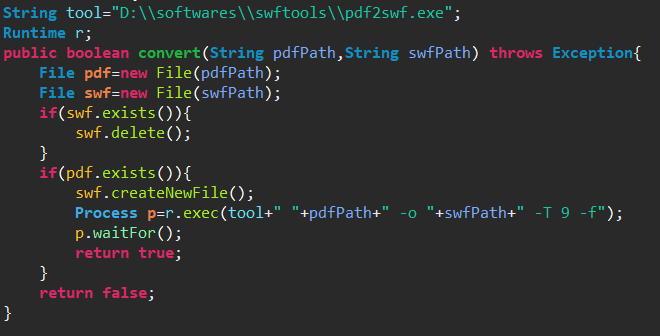 String tool="D:\\softwares\\swftools\\pdf2swf.exe";
Runtime r;
public boolean convert(String pdfPath,String swfPath) throws Exception{
    File pdf=new File(pdfPath);
    File swf=new File(swfPath);
    if(swf.exists()){
        swf.delete();
    }
    if(pdf.exists()){
        swf.createNewFile();
        Process p=r.exec(tool+" "+pdfPath+" -o "+swfPath+" -T 9 -f");
        p.waitFor();
        return true;
    }
    return false;
}